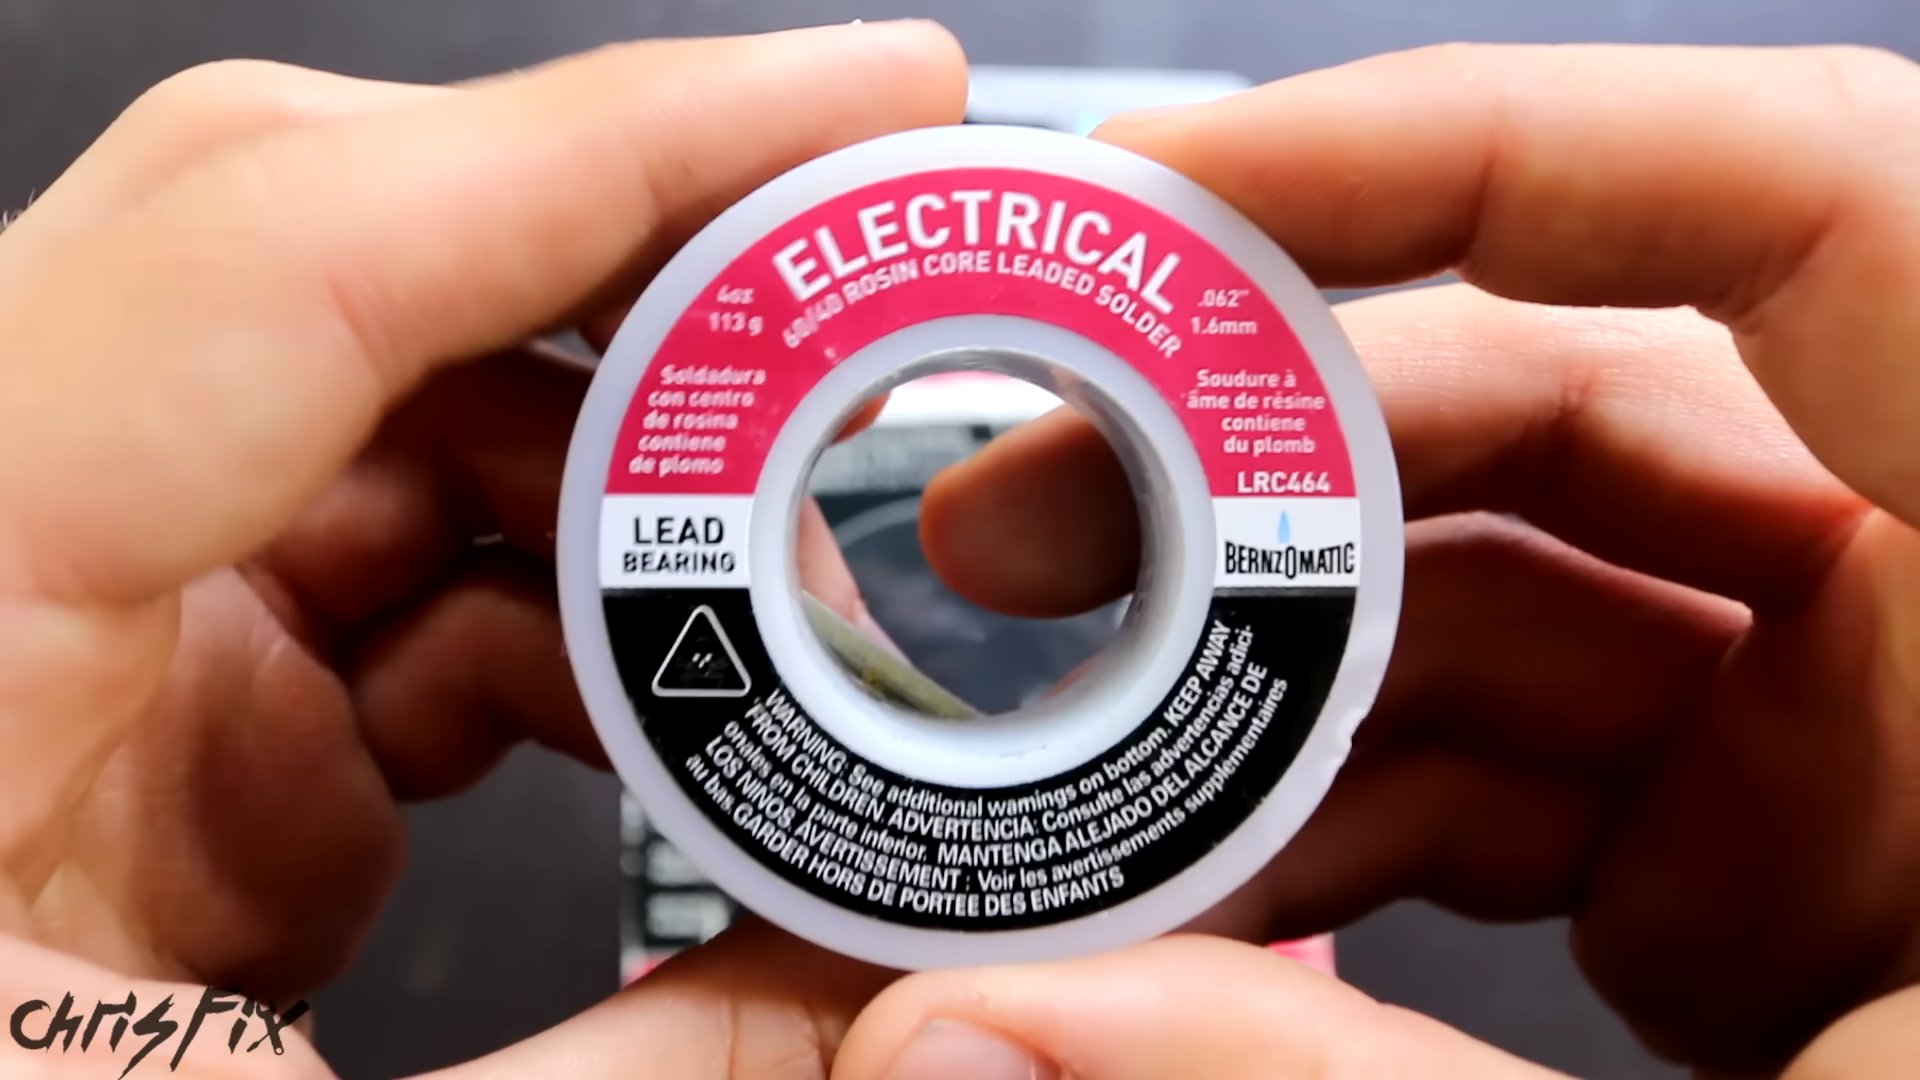 ELECTRICAL
60/40 ROSIN CORE LEADED SOLDER
4oz
113 g
.062"
1.6mm
Soldadura
con centro
de rosina
contiene
de plomo
Soudure à
âme de résine
contiene
du plomb
LRC464
LEAD
BEARING
BERNZOMATIC
WARNING: See additional warnings on bottom. KEEP AWAY
FROM CHILDREN. ADVERTENCIA: Consulte las advertencias adici-
onales en la parte inferior. MANTENGA ALEJADO DEL ALCANCE DE
LOS NINOS. AVERTISSEMENT : Voir les avertissements supplémentaires
au bas. GARDER HORS DE PORTEE DES ENFANTS
ChrisFix